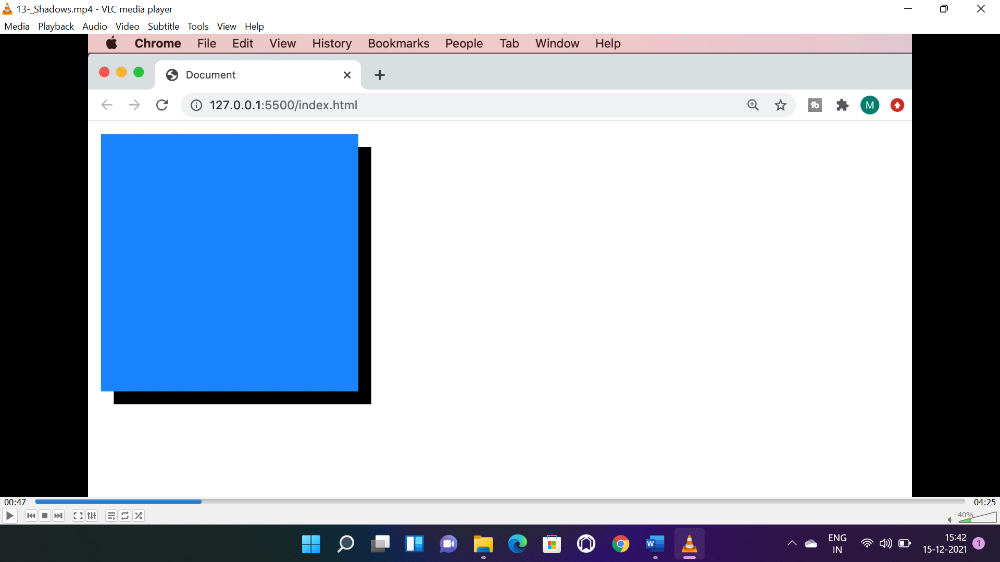 13-_Shadows.mp4 - VLC media player
Media Playback Audio Video Subtitle Tools View Help
Chrome File Edit View History Bookmarks People Tab Window Help
Document
127.0.0.1:5500/index.html
M
00:47
04:25
40%
ENG
IN
15:42
15-12-2021
1